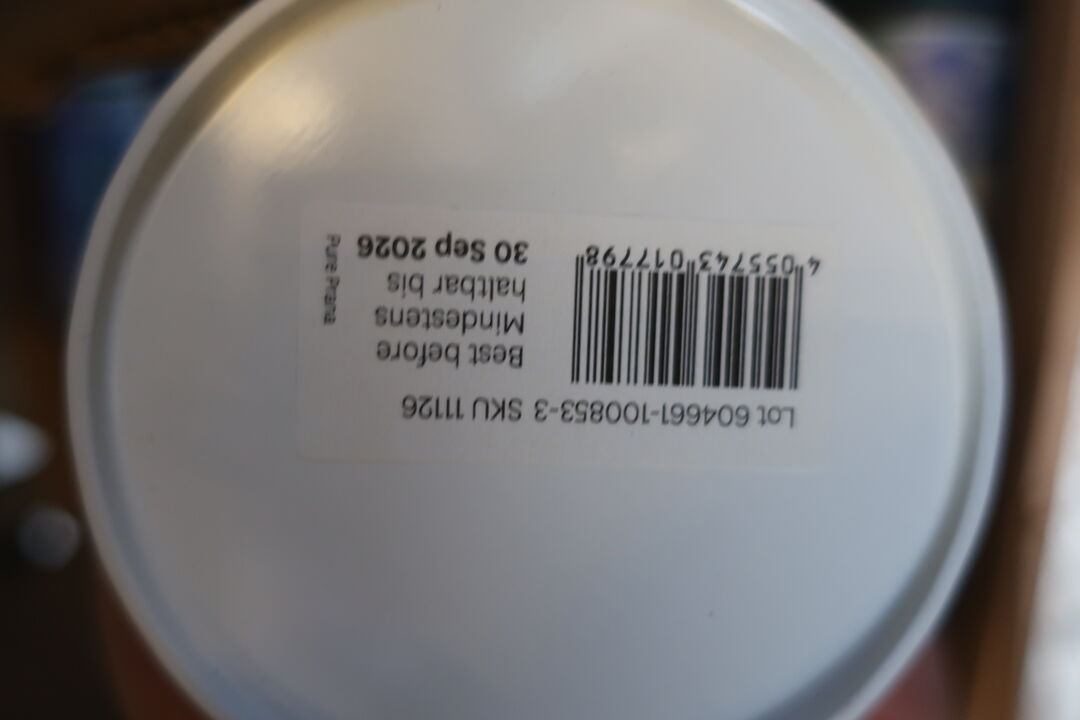 Lot 604661-100853-3 SKU 11126
4 055743 017798
Best before
Mindestens
haltbar bis
30 Sep 2026
Pure Prana